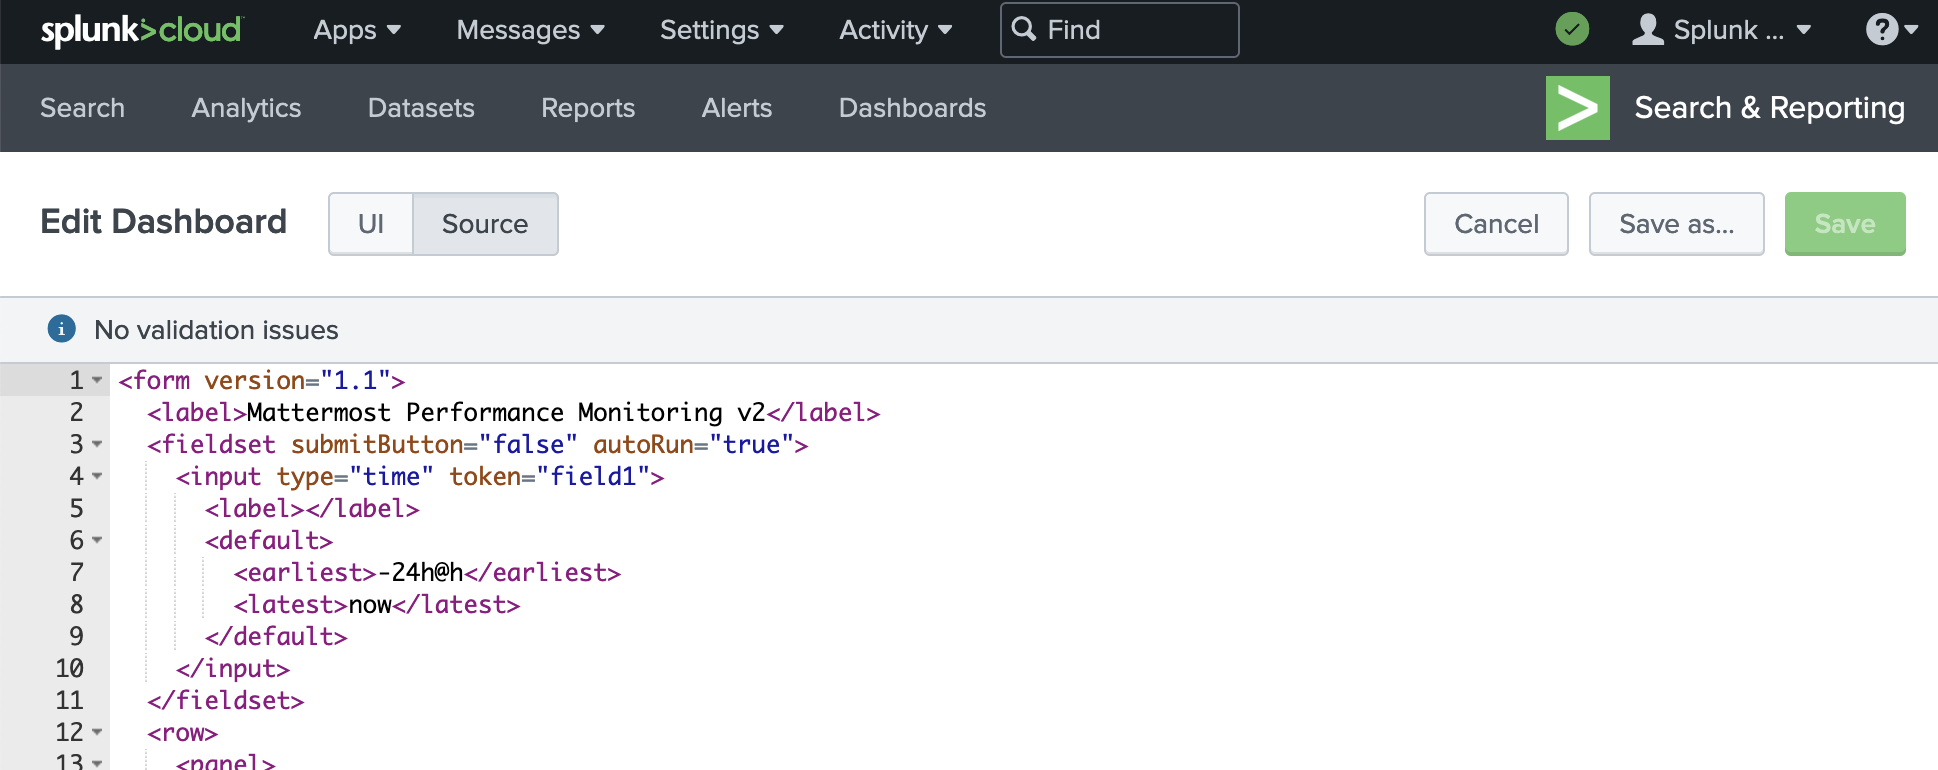 splunk>cloud Apps Messages Settings Activity Find Splunk ... ?
Search Analytics Datasets Reports Alerts Dashboards > Search & Reporting
Edit Dashboard UI Source Cancel Save as... Save
i No validation issues
1 <form version="1.1">
2 <label>Mattermost Performance Monitoring v2</label>
3 <fieldset submitButton="false" autoRun="true">
4 <input type="time" token="field1">
5 <label></label>
6 <default>
7 <earliest>-24h@h</earliest>
8 <latest>now</latest>
9 </default>
10 </input>
11 </fieldset>
12 <row>
13 <panel>